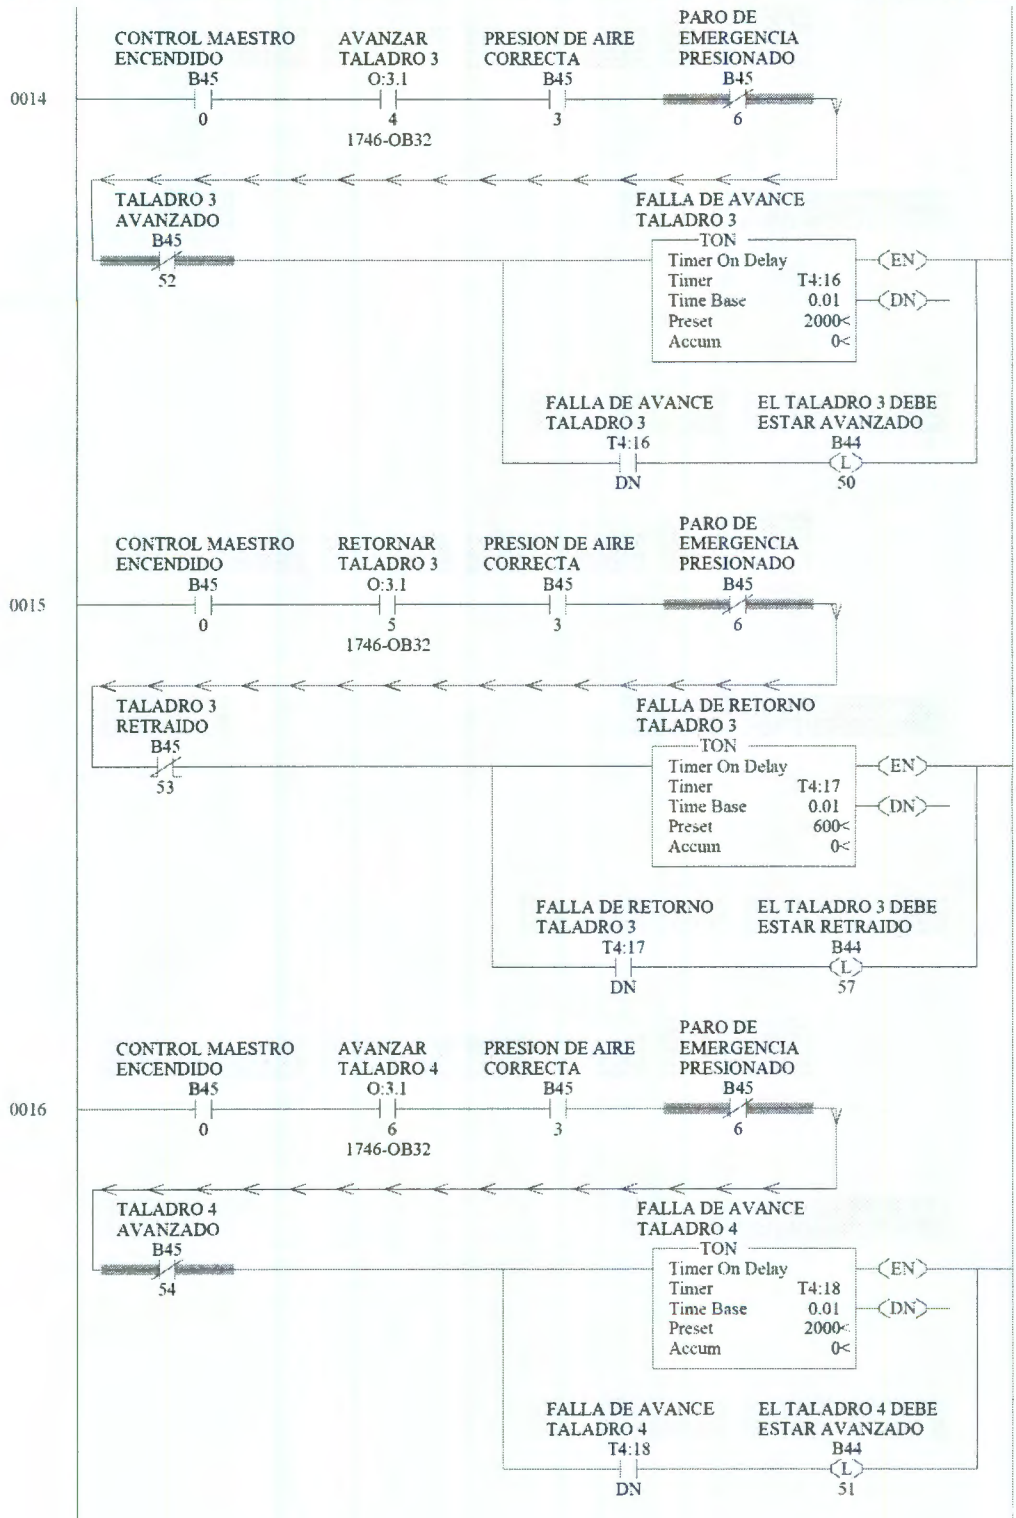 CONTROL MAESTRO
ENCENDIDO
B45
0
AVANZAR
TALADRO 3
O:3.1
4
1746-OB32
PRESION DE AIRE
CORRECTA
B45
3
PARO DE
EMERGENCIA
PRESIONADO
B45
6
0014
TALADRO 3
AVANZADO
B45
52
FALLA DE AVANCE
TALADRO 3
TON
Timer On Delay
Timer T4:16
Time Base 0.01
Preset 2000<
Accum 0<
EN
DN
FALLA DE AVANCE
TALADRO 3
T4:16
DN
EL TALADRO 3 DEBE
ESTAR AVANZADO
B44
L
50
CONTROL MAESTRO
ENCENDIDO
B45
0
RETORNAR
TALADRO 3
O:3.1
5
1746-OB32
PRESION DE AIRE
CORRECTA
B45
3
PARO DE
EMERGENCIA
PRESIONADO
B45
6
0015
TALADRO 3
RETRAIDO
B45
53
FALLA DE RETORNO
TALADRO 3
TON
Timer On Delay
Timer T4:17
Time Base 0.01
Preset 600<
Accum 0<
EN
DN
FALLA DE RETORNO
TALADRO 3
T4:17
DN
EL TALADRO 3 DEBE
ESTAR RETRAIDO
B44
L
57
CONTROL MAESTRO
ENCENDIDO
B45
0
AVANZAR
TALADRO 4
O:3.1
6
1746-OB32
PRESION DE AIRE
CORRECTA
B45
3
PARO DE
EMERGENCIA
PRESIONADO
B45
6
0016
TALADRO 4
AVANZADO
B45
54
FALLA DE AVANCE
TALADRO 4
TON
Timer On Delay
Timer T4:18
Time Base 0.01
Preset 2000<
Accum 0<
EN
DN
FALLA DE AVANCE
TALADRO 4
T4:18
DN
EL TALADRO 4 DEBE
ESTAR AVANZADO
B44
L
51